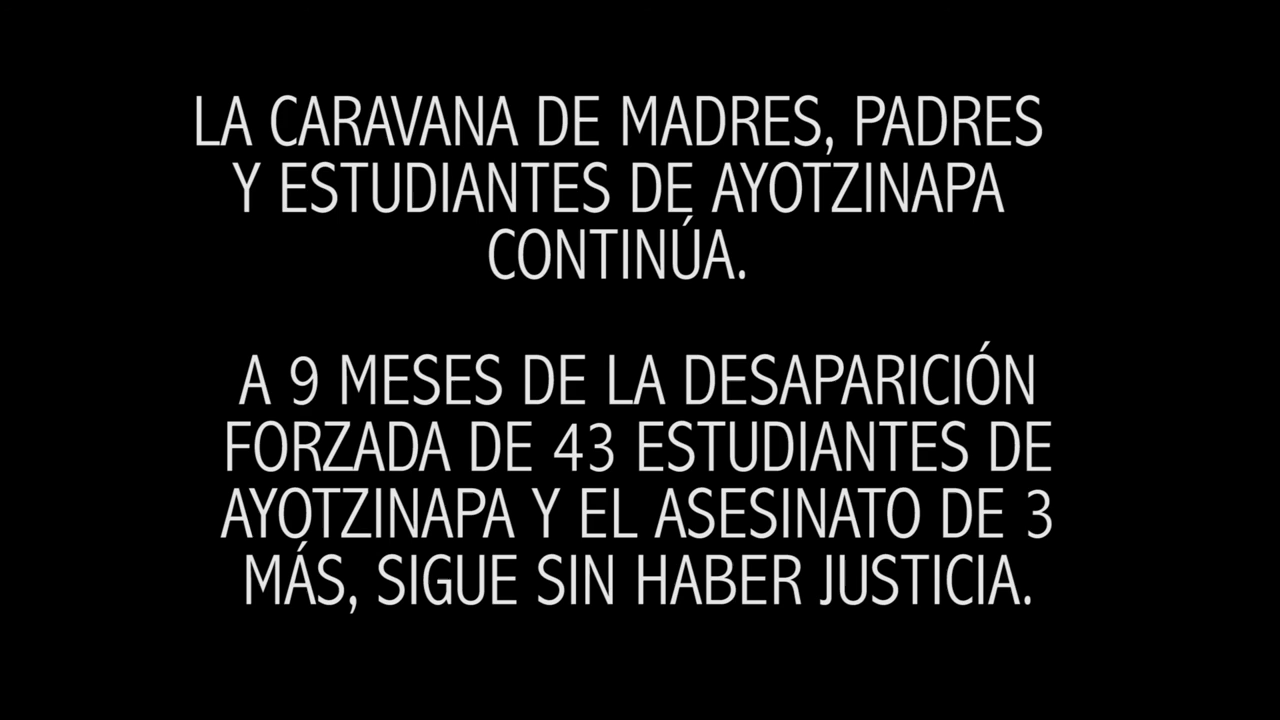 LA CARAVANA DE MADRES, PADRES
Y ESTUDIANTES DE AYOTZINAPA
CONTINÚA.
A 9 MESES DE LA DESAPARICIÓN
FORZADA DE 43 ESTUDIANTES DE
AYOTZINAPA Y EL ASESINATO DE 3
MÁS, SIGUE SIN HABER JUSTICIA.